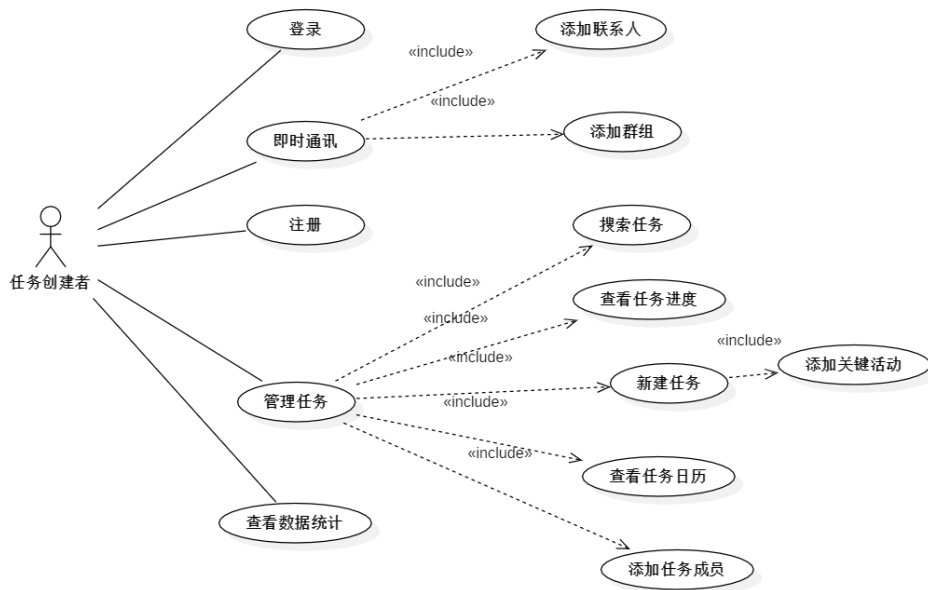 登录
添加联系人
«include»
«include»
即时通讯
添加群组
注册
搜索任务
任务创建者
«include»
查看任务进度
«include»
«include»
«include»
添加关键活动
新建任务
管理任务
«include»
«include»
查看任务日历
查看数据统计
添加任务成员